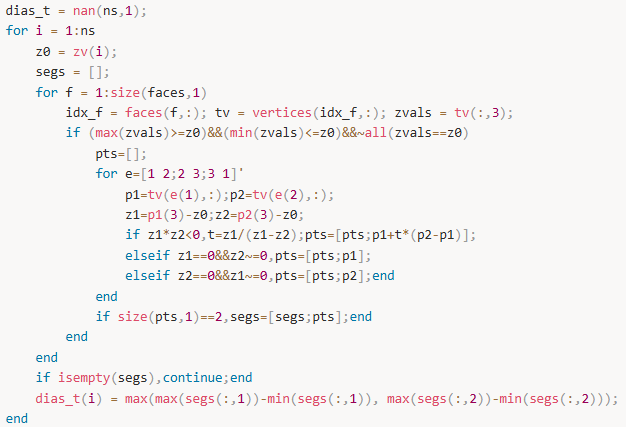 dias_t = nan(ns,1);
for i = 1:ns
    z0 = zv(i);
    segs = [];
    for f = 1:size(faces,1)
        idx_f = faces(f,:); tv = vertices(idx_f,:); zvals = tv(:,3);
        if (max(zvals)>=z0)&&(min(zvals)<=z0)&&~all(zvals==z0)
            pts=[];
            for e=[1 2;2 3;3 1]'
                p1=tv(e(1),:);p2=tv(e(2),:);
                z1=p1(3)-z0;z2=p2(3)-z0;
                if z1*z2<0,t=z1/(z1-z2);pts=[pts;p1+t*(p2-p1)];
                elseif z1==0&&z2~=0,pts=[pts;p1];
                elseif z2==0&&z1~=0,pts=[pts;p2];end
            end
            if size(pts,1)==2,segs=[segs;pts];end
        end
    end
    if isempty(segs),continue;end
    dias_t(i) = max(max(segs(:,1))-min(segs(:,1)), max(segs(:,2))-min(segs(:,2)));
end